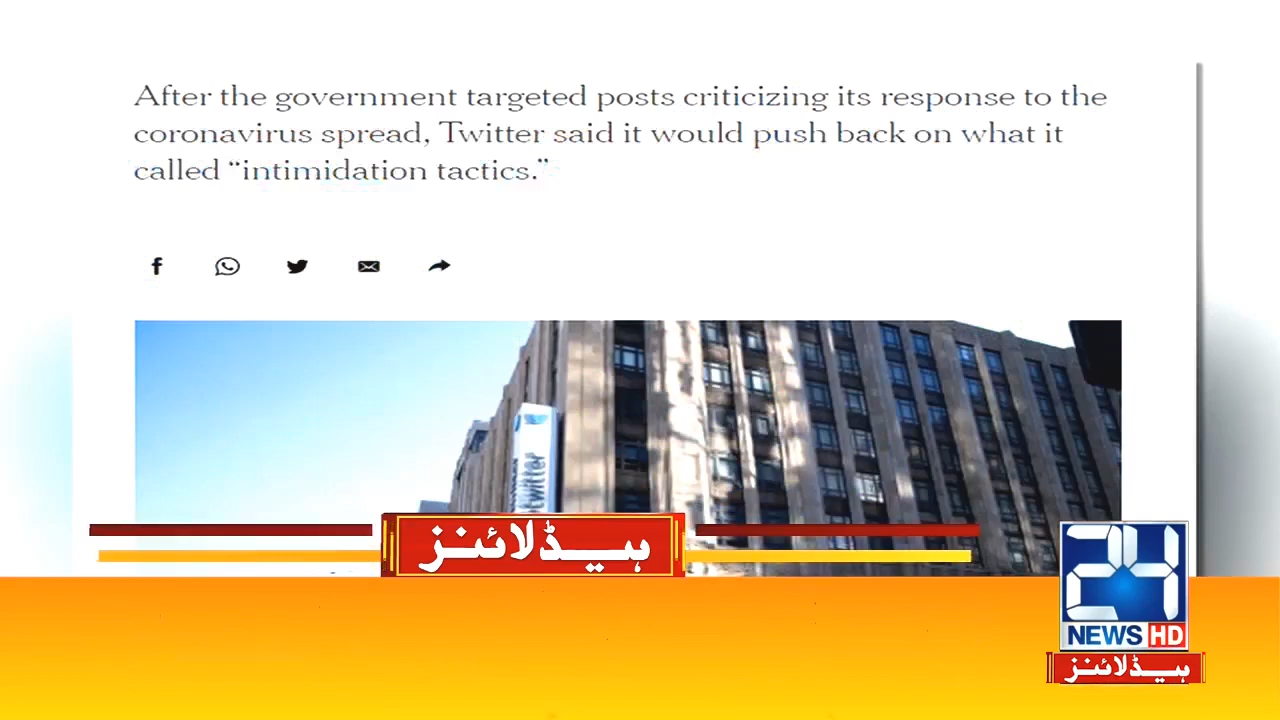 After the government targeted posts criticizing its response to the
coronavirus spread, Twitter said it would push back on what it
called “intimidation tactics.”
twitter
ہیڈلائنز
24
NEWS HD
ہیڈلائنز